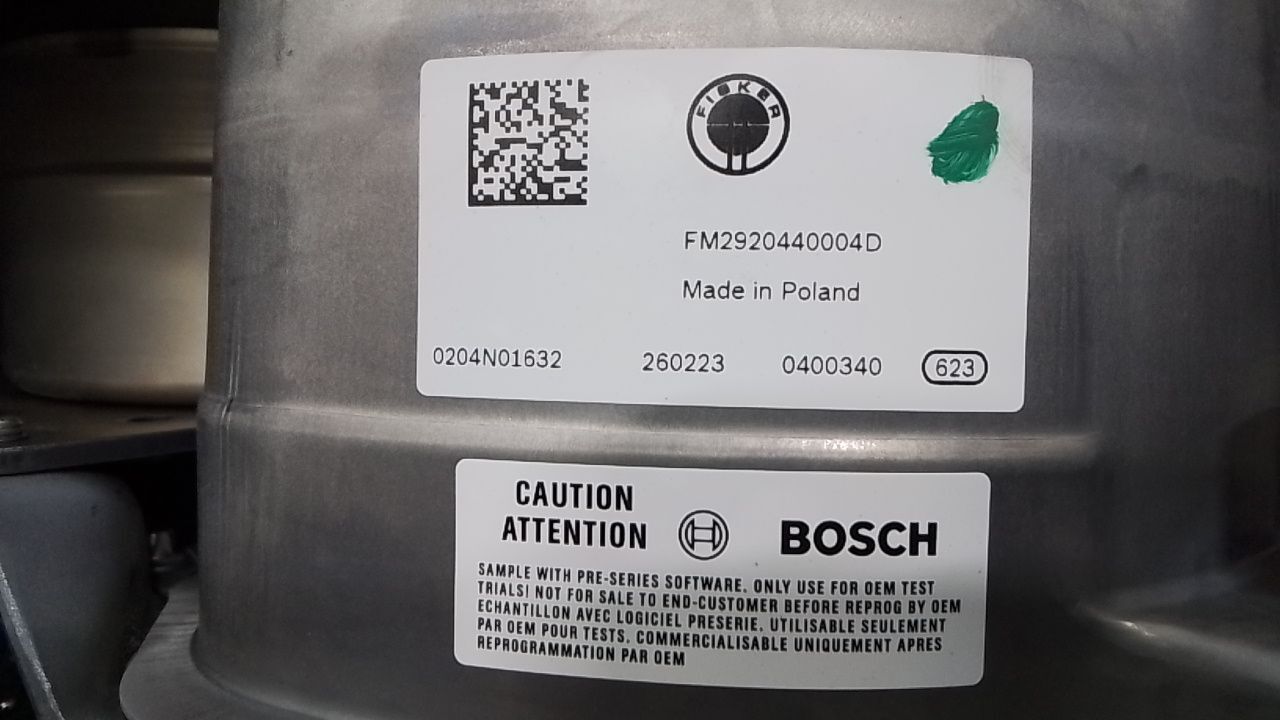 FISKER
FM2920440004D
Made in Poland
0204N01632 260223 0400340 623
CAUTION
ATTENTION
BOSCH
SAMPLE WITH PRE-SERIES SOFTWARE. ONLY USE FOR OEM TEST
TRIALS! NOT FOR SALE TO END-CUSTOMER BEFORE REPROG BY OEM
ECHANTILLON AVEC LOGICIEL PRESERIE. UTILISABLE SEULEMENT
PAR OEM POUR TESTS. COMMERCIALISABLE UNIQUEMENT APRES
REPROGRAMMATION PAR OEM